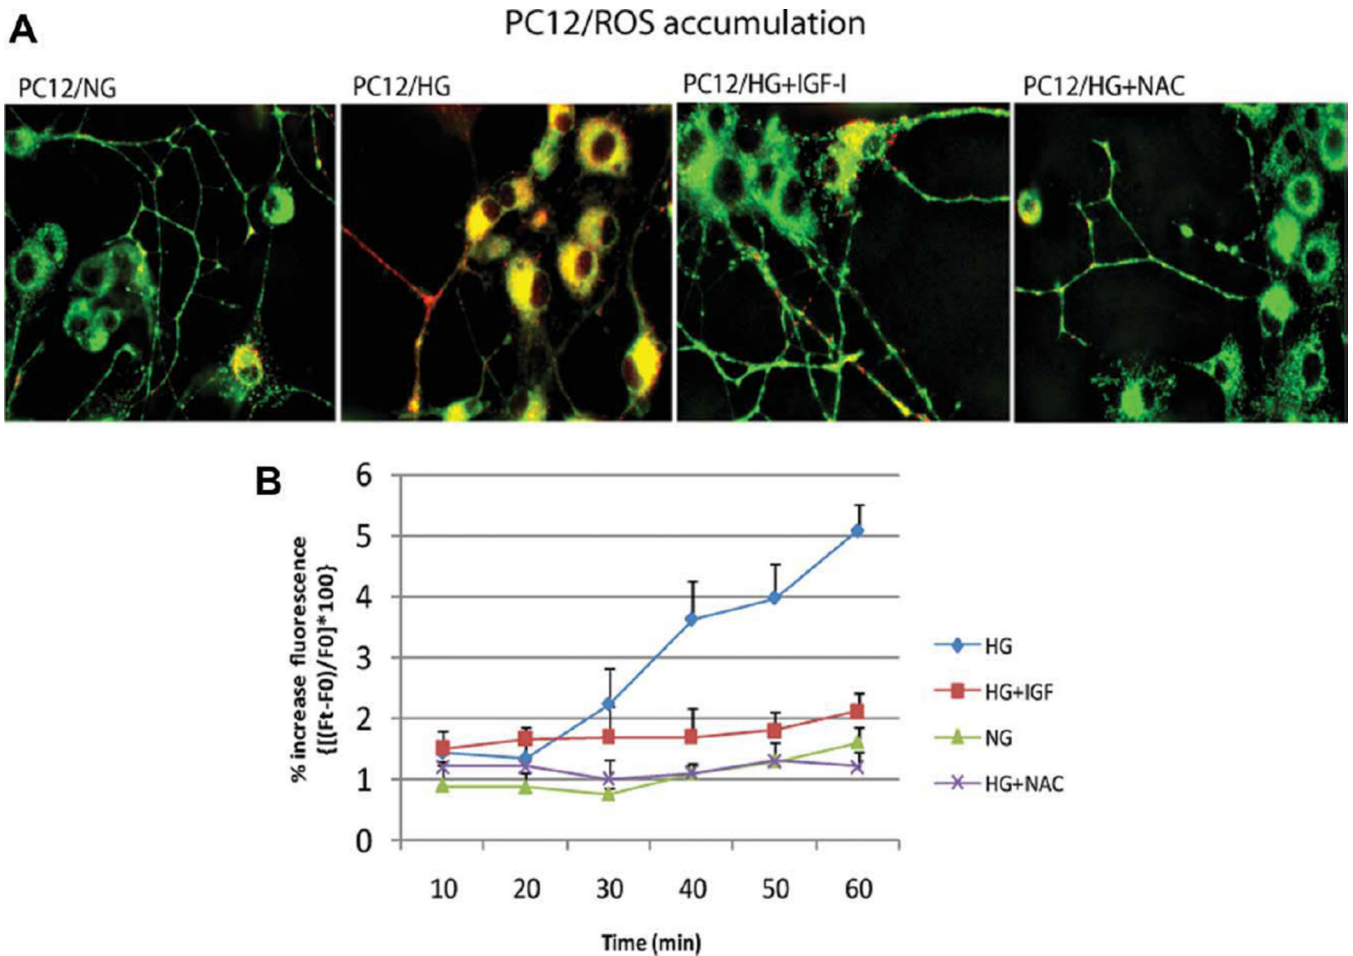 A
PC12/ROS accumulation
PC12/NG
PC12/HG
PC12/HG+IGF-I
PC12/HG+NAC
B
% increase fluorescence
{[(Ft-F0)/F0]*100}
6
5
4
3
2
1
0
10 20 30 40 50 60
Time (min)
HG
HG+IGF
NG
HG+NAC